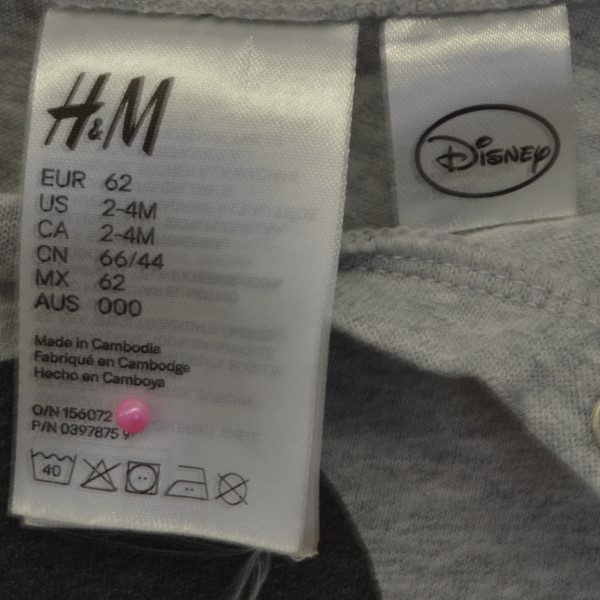 H&M
EUR 62
US 2-4M
CA 2-4M
CN 66/44
MX 62
AUS 000
Made in Cambodia
Fabriqué en Cambodge
Hecho en Camboya
O/N 156072
P/N 0397875
40
Disney